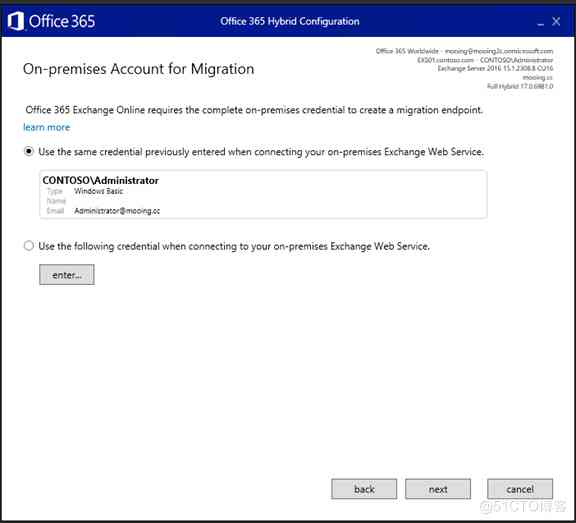 Office 365
Office 365 Hybrid Configuration
Office 365 Worldwide - mooing@mooing2c.onmicrosoft.com
EXS01.contoso.com - CONTOSO\Administrator
Exchange Server 2016 15.1.2308.8 CU16
mooing.cc
Full Hybrid 17.0.6981.0
On-premises Account for Migration
Office 365 Exchange Online requires the complete on-premises credential to create a migration endpoint.
learn more
Use the same credential previously entered when connecting your on-premises Exchange Web Service.
CONTOSO\Administrator
Type Windows Basic
Name
Email Administrator@mooing.cc
Use the following credential when connecting to your on-premises Exchange Web Service.
enter...
back next cancel
@51CTO博客